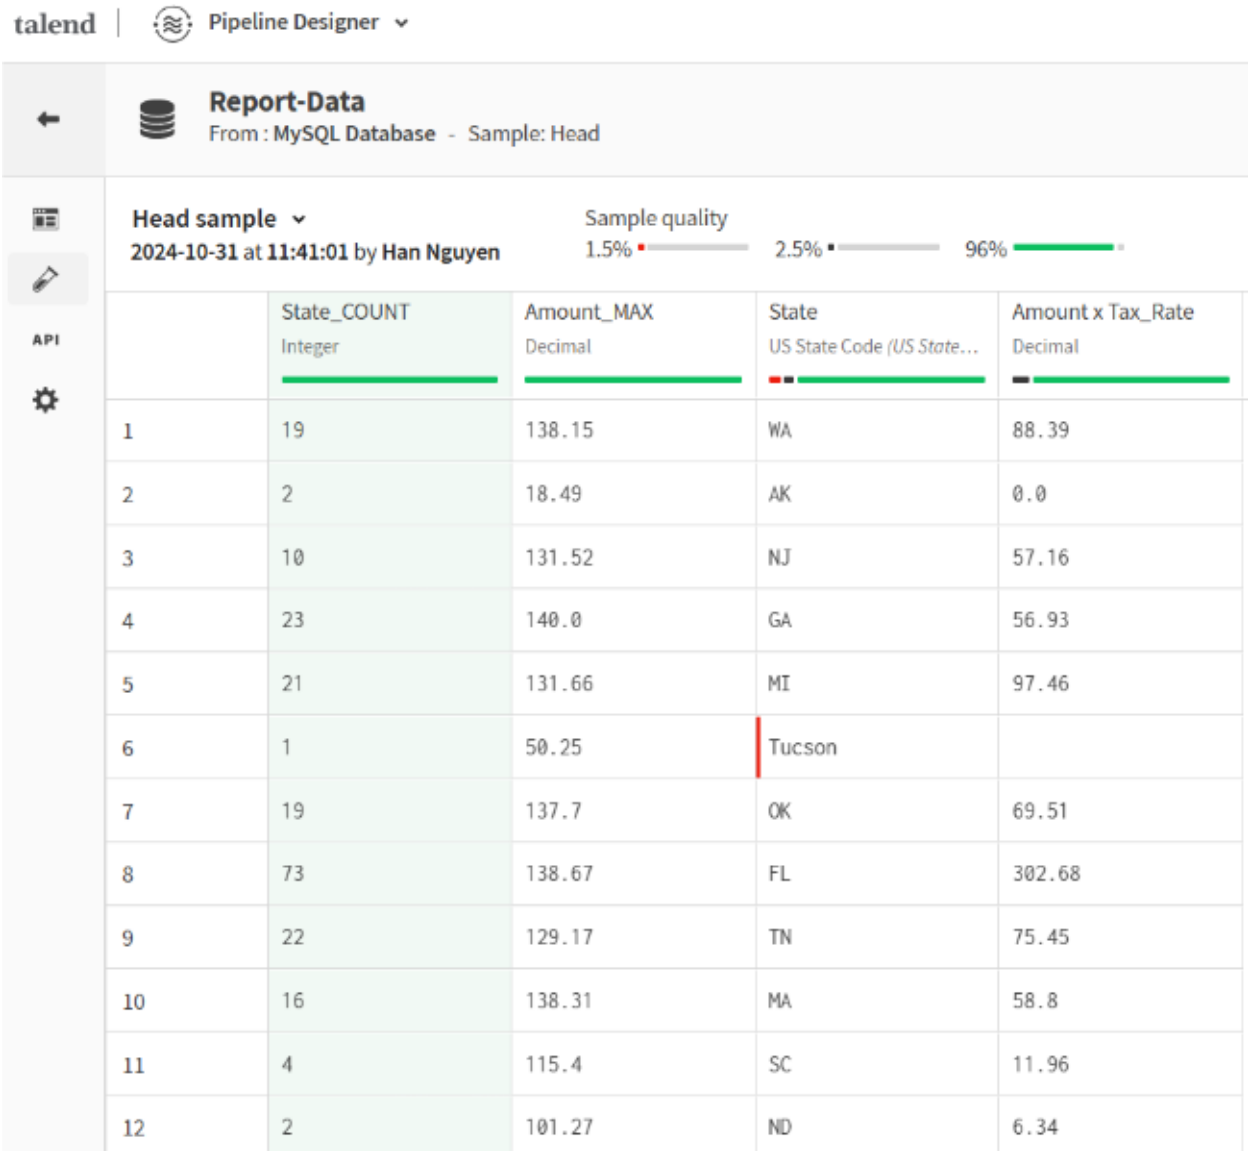 talend | Pipeline Designer
Report-Data
From : MySQL Database - Sample: Head
Head sample
Sample quality
2024-10-31 at 11:41:01 by Han Nguyen
1.5% 2.5% 96%
API
State_COUNT Amount_MAX State Amount x Tax_Rate
Integer Decimal US State Code (US State... Decimal
1 19 138.15 WA 88.39
2 2 18.49 AK 0.0
3 10 131.52 NJ 57.16
4 23 140.0 GA 56.93
5 21 131.66 MI 97.46
6 1 50.25 Tucson
7 19 137.7 OK 69.51
8 73 138.67 FL 302.68
9 22 129.17 TN 75.45
10 16 138.31 MA 58.8
11 4 115.4 SC 11.96
12 2 101.27 ND 6.34